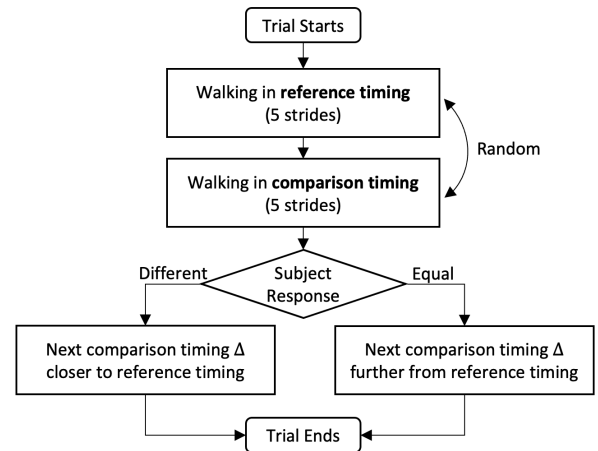 Trial Starts
Walking in reference timing
(5 strides)
Random
Walking in comparison timing
(5 strides)
Different
Subject
Response
Equal
Next comparison timing Δ
closer to reference timing
Next comparison timing Δ
further from reference timing
Trial Ends